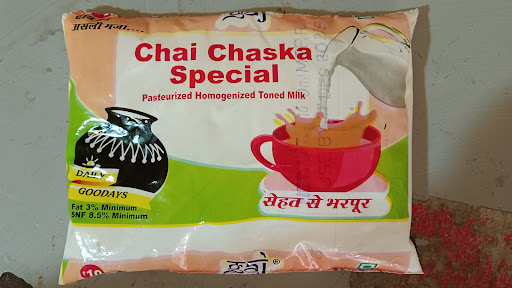 असली मजा...
Chai Chaska
Special
Pasteurized Homogenized Toned Milk
DAILY
GOODAYS
Fat 3% Minimum
SNF 8.5% Minimum
सेहत से भरपूर